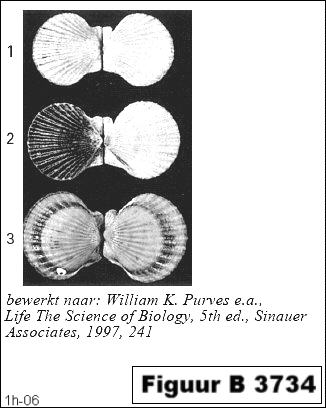 1
2
3
bewerkt naar: William K. Purves e.a.,
Life The Science of Biology, 5th ed., Sinauer
Associates, 1997, 241
1h-06
Figuur B 3734